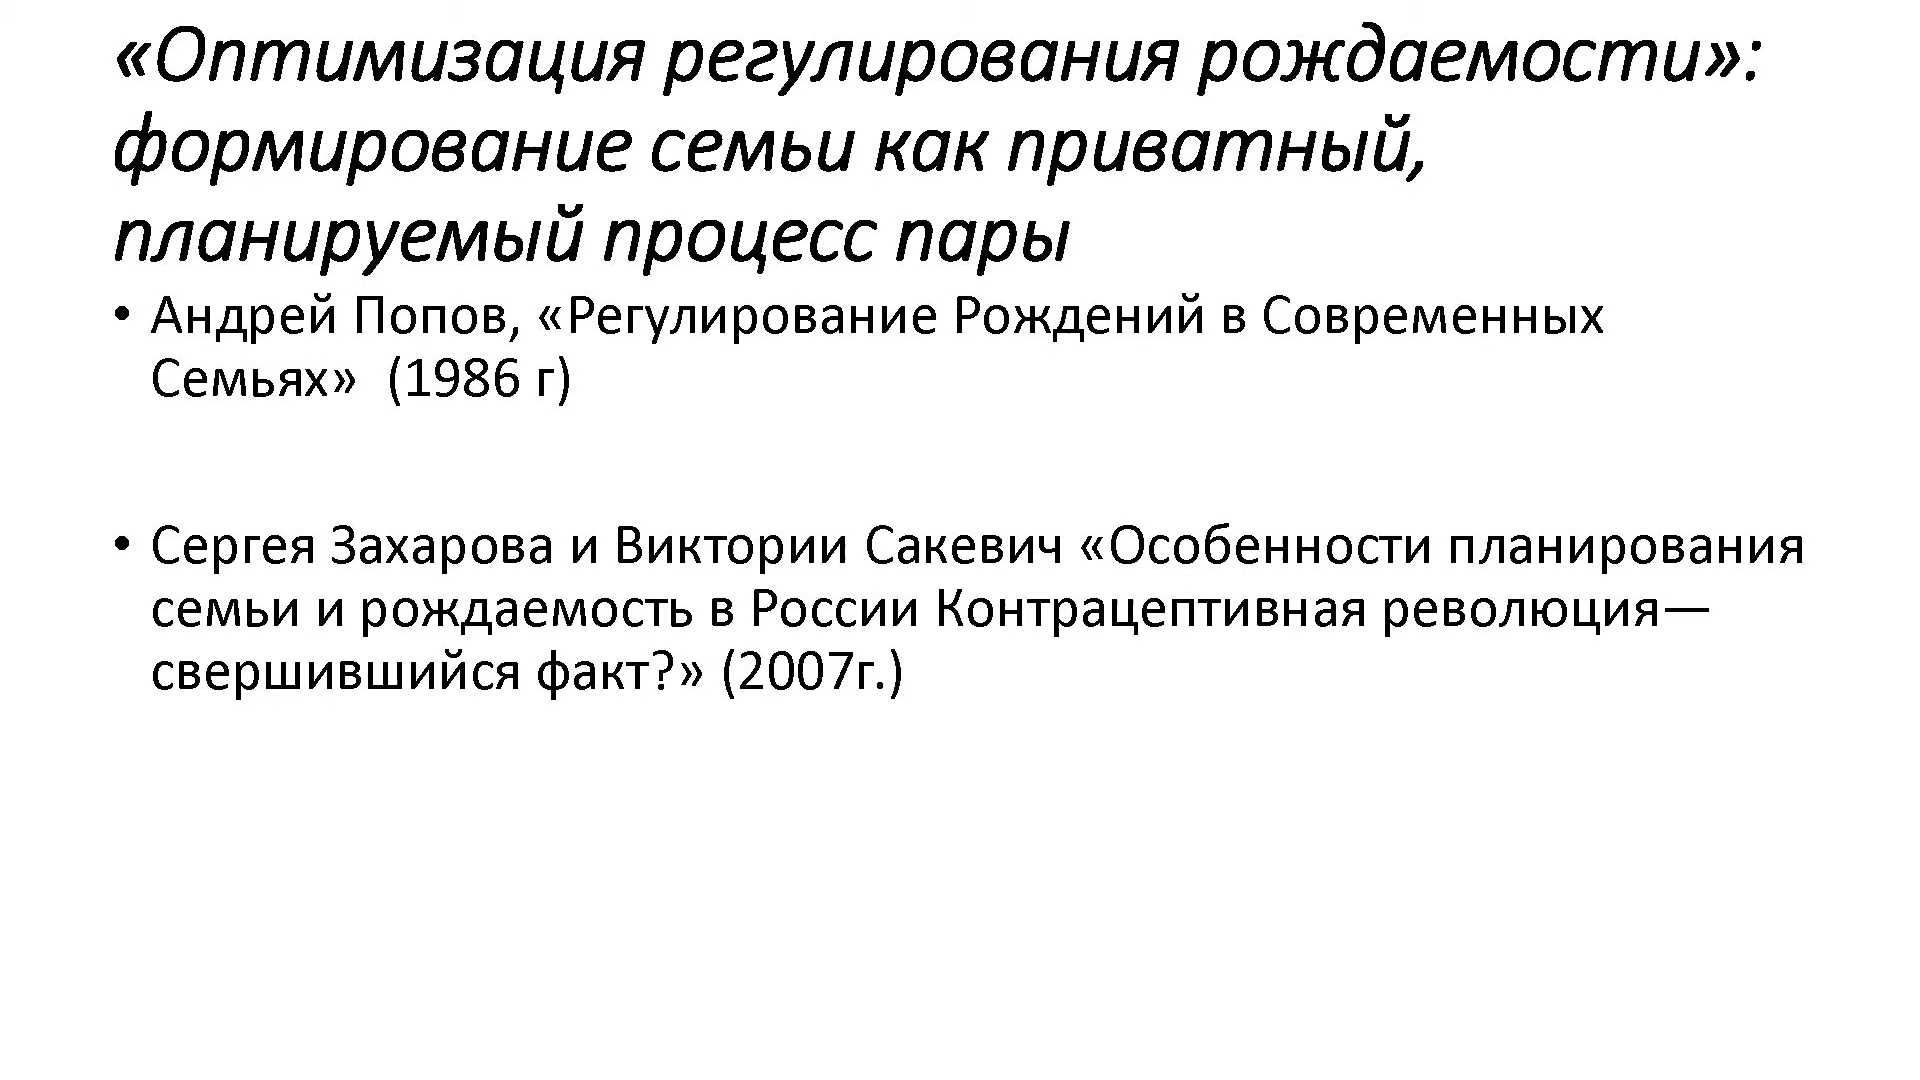 «Оптимизация регулирования рождаемости»:
формирование семьи как приватный,
планируемый процесс пары
• Андрей Попов, «Регулирование Рождений в Современных
Семьях»  (1986 г)
• Сергея Захарова и Виктории Сакевич «Особенности планирования
семьи и рождаемость в России Контрацептивная революция—
свершившийся факт?» (2007г.)